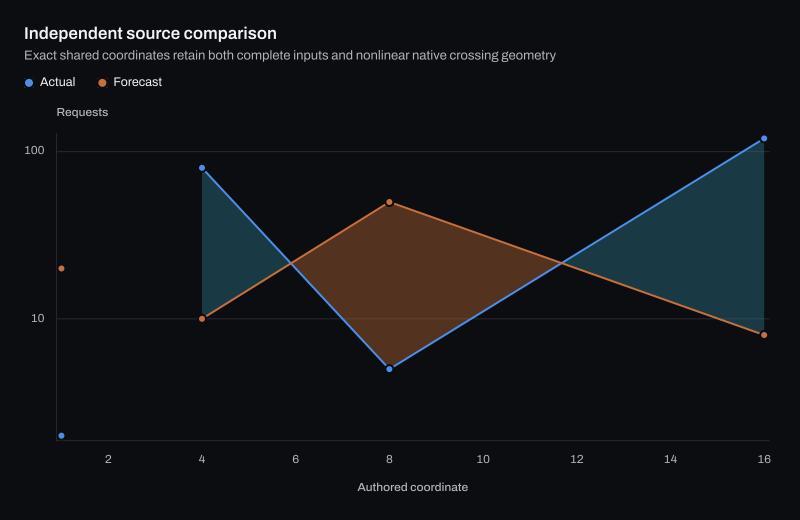 Independent source comparison
Exact shared coordinates retain both complete inputs and nonlinear native crossing geometry
Actual Forecast
Requests
100
10
2 4 6 8 10 12 14 16
Authored coordinate